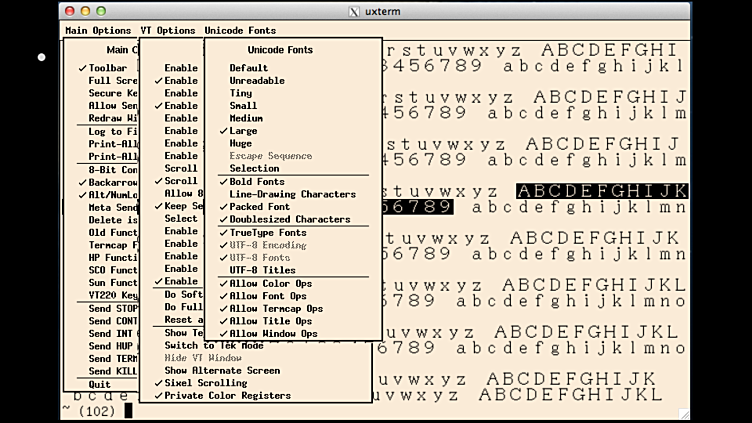 uxterm
Main Options VT Options Unicode Fonts
Unicode Fonts
Default
Unreadable
Tiny
Small
Medium
Large
Huge
Escape Sequence
Selection
Bold Fonts
Line-Drawing Characters
Packed Font
Doublesized Characters
TrueType Fonts
UTF-8 Encoding
UTF-8 Fonts
UTF-8 Titles
Allow Color Ops
Allow Font Ops
Allow Termcap Ops
Allow Title Ops
Allow Window Ops
Main O
Toolbar
Full Scre
Secure Ke
Allow Sen
Redraw Wi
Log to Fi
Print-All
Print-All
8-Bit Con
Backarrow
Alt/NumLo
Meta Send
Delete is
Old Funct
Termcap F
HP Functi
SCO Funct
Sun Funct
VT220 Key
Send STOP
Send CONT
Send INT
Send HUP
Send TERM
Send KILL
Quit
Enable
Enable
Enable
Enable
Enable
Enable
Enable
Enable
Scroll
Scroll
Allow 8
Keep Se
Select
Enable
Enable
Enable
Enable
Enable
Do Soft
Do Full
Reset a
Show Te
Switch to Tek Mode
Hide VT Window
Show Alternate Screen
Sixel Scrolling
Private Color Registers
rstuvwxyz ABCDEFGHI
3456789 abcdefghijkl
rstuvwxyz ABCDEFGHIJ
456789 abcdefghijklm
stuvwxyz ABCDEFGHIJ
456789 abcdefghijklm
stuvwxyz ABCDEFGHIJK
56789 abcdefghijklmn
stuvwxyz ABCDEFGHIJK
56789 abcdefghijklmn
tuvwxyz ABCDEFGHIJKL
6789 abcdefghijklmno
tuvwxyz ABCDEFGHIJKL
6789 abcdefghijklmno
uvwxyz ABCDEFGHIJK
bcde
uvwxyz ABCDEFGHIJKL
~ (102)